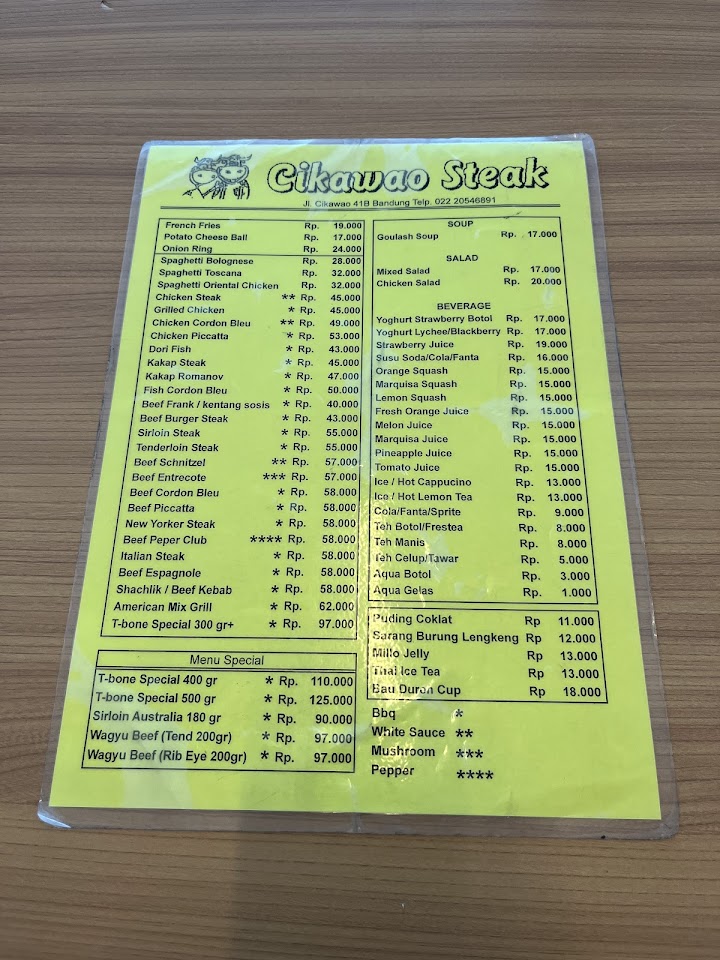 Cikawao Steak
Jl. Cikawao 41B Bandung Telp. 022 20546891
French Fries Rp. 19.000
Potato Cheese Ball Rp. 17.000
Onion Ring Rp. 24.000
Spaghetti Bolognese Rp. 28.000
Spaghetti Toscana Rp. 32.000
Spaghetti Oriental Chicken Rp. 32.000
Chicken Steak ** Rp. 45.000
Grilled Chicken * Rp. 45.000
Chicken Cordon Bleu ** Rp. 49.000
Chicken Piccatta * Rp. 53.000
Dori Fish * Rp. 43.000
Kakap Steak * Rp. 45.000
Kakap Romanov * Rp. 47.000
Fish Cordon Bleu * Rp. 50.000
Beef Frank / kentang sosis * Rp. 40.000
Beef Burger Steak * Rp. 43.000
Sirloin Steak * Rp. 55.000
Tenderloin Steak * Rp. 55.000
Beef Schnitzel ** Rp. 57.000
Beef Entrecote *** Rp. 57.000
Beef Cordon Bleu * Rp. 58.000
Beef Piccatta * Rp. 58.000
New Yorker Steak * Rp. 58.000
Beef Peper Club **** Rp. 58.000
Italian Steak * Rp. 58.000
Beef Espagnole * Rp. 58.000
Shachlik / Beef Kebab * Rp. 58.000
American Mix Grill * Rp. 62.000
T-bone Special 300 gr+ * Rp. 97.000
Menu Special
T-bone Special 400 gr * Rp. 110.000
T-bone Special 500 gr * Rp. 125.000
Sirloin Australia 180 gr * Rp. 90.000
Wagyu Beef (Tend 200gr) * Rp. 97.000
Wagyu Beef (Rib Eye 200gr) * Rp. 97.000
SOUP
Goulash Soup Rp. 17.000
SALAD
Mixed Salad Rp. 17.000
Chicken Salad Rp. 20.000
BEVERAGE
Yoghurt Strawberry Botol Rp. 17.000
Yoghurt Lychee/Blackberry Rp. 17.000
Strawberry Juice Rp. 19.000
Susu Soda/Cola/Fanta Rp. 16.000
Orange Squash Rp. 15.000
Marquisa Squash Rp. 15.000
Lemon Squash Rp. 15.000
Fresh Orange Juice Rp. 15.000
Melon Juice Rp. 15.000
Marquisa Juice Rp. 15.000
Pineapple Juice Rp. 15.000
Tomato Juice Rp. 15.000
Ice / Hot Cappucino Rp. 13.000
Ice / Hot Lemon Tea Rp. 13.000
Cola/Fanta/Sprite Rp. 9.000
Teh Botol/Frestea Rp. 8.000
Teh Manis Rp. 8.000
Teh Celup/Tawar Rp. 5.000
Aqua Botol Rp. 3.000
Aqua Gelas Rp. 1.000
Puding Coklat Rp 11.000
Sarang Burung Lengkeng Rp 12.000
Millo Jelly Rp 13.000
Thai Ice Tea Rp 13.000
Bau Duren Cup Rp 18.000
Bbq *
White Sauce **
Mushroom ***
Pepper ****